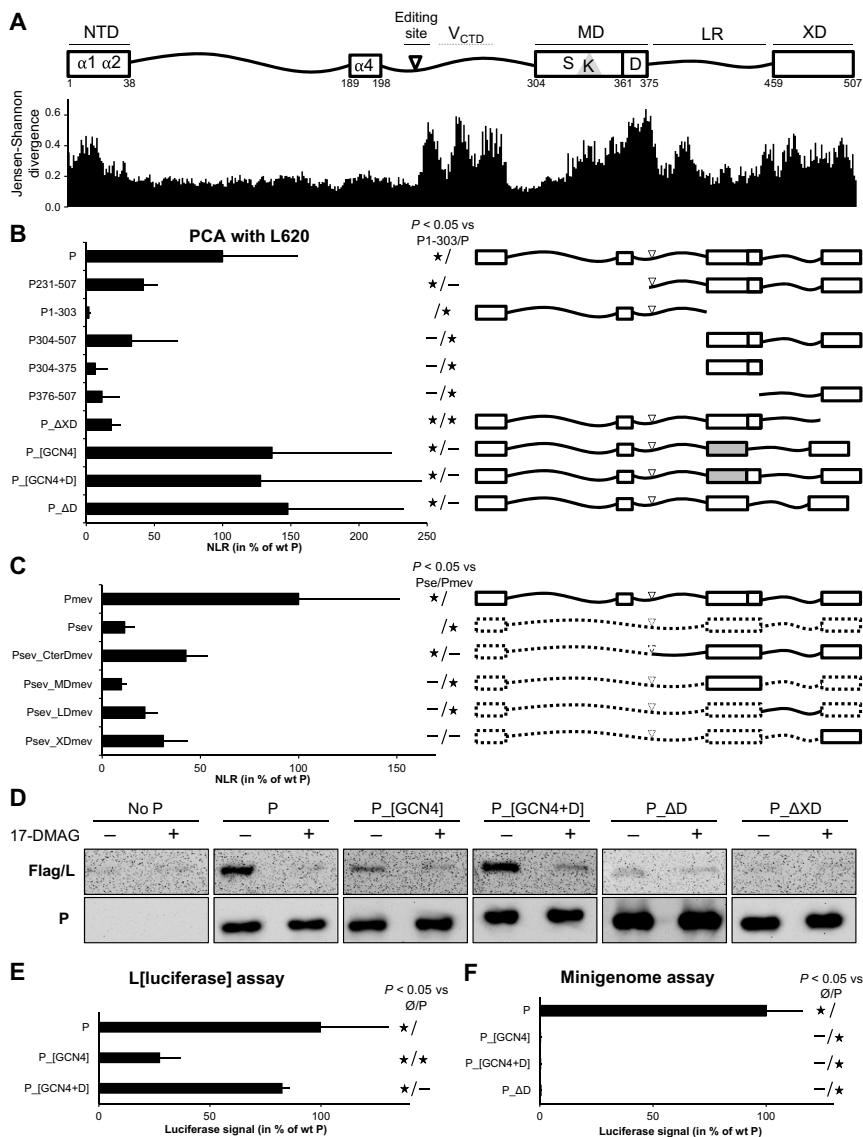 A
NTD
Editing site
VCTD
MD
LR
XD
α1 α2
α4
S
K
D
1
38
189
198
304
361
375
459
507
Jensen-Shannon divergence
0.6
0.4
0.2
0.0
B
PCA with L620
P < 0.05 vs
P1-303/P
P ★/
P231-507 ★/–
P1-303 /★
P304-507 –/★
P304-375 –/★
P376-507 –/★
P_ΔXD ★/★
P_[GCN4] ★/–
P_[GCN4+D] ★/–
P_ΔD ★/–
0 50 100 150 200 250
NLR (in % of wt P)
C
P < 0.05 vs
Pse/Pmev
Pmev ★/
Psev /★
Psev_CterDmev ★/–
Psev_MDmev –/★
Psev_LDmev –/★
Psev_XDmev –/–
0 50 100 150
NLR (in % of wt P)
D
No P P P_[GCN4] P_[GCN4+D] P_ΔD P_ΔXD
17-DMAG – + – + – + – + – + – +
Flag/L
P
E
L[luciferase] assay
P < 0.05 vs
Ø/P
P ★/
P_[GCN4] ★/★
P_[GCN4+D] ★/–
0 50 100
Luciferase signal (in % of wt P)
F
Minigenome assay
P < 0.05 vs
Ø/P
P ★/
P_[GCN4] –/★
P_[GCN4+D] –/★
P_ΔD –/★
0 50 100
Luciferase signal (in % of wt P)